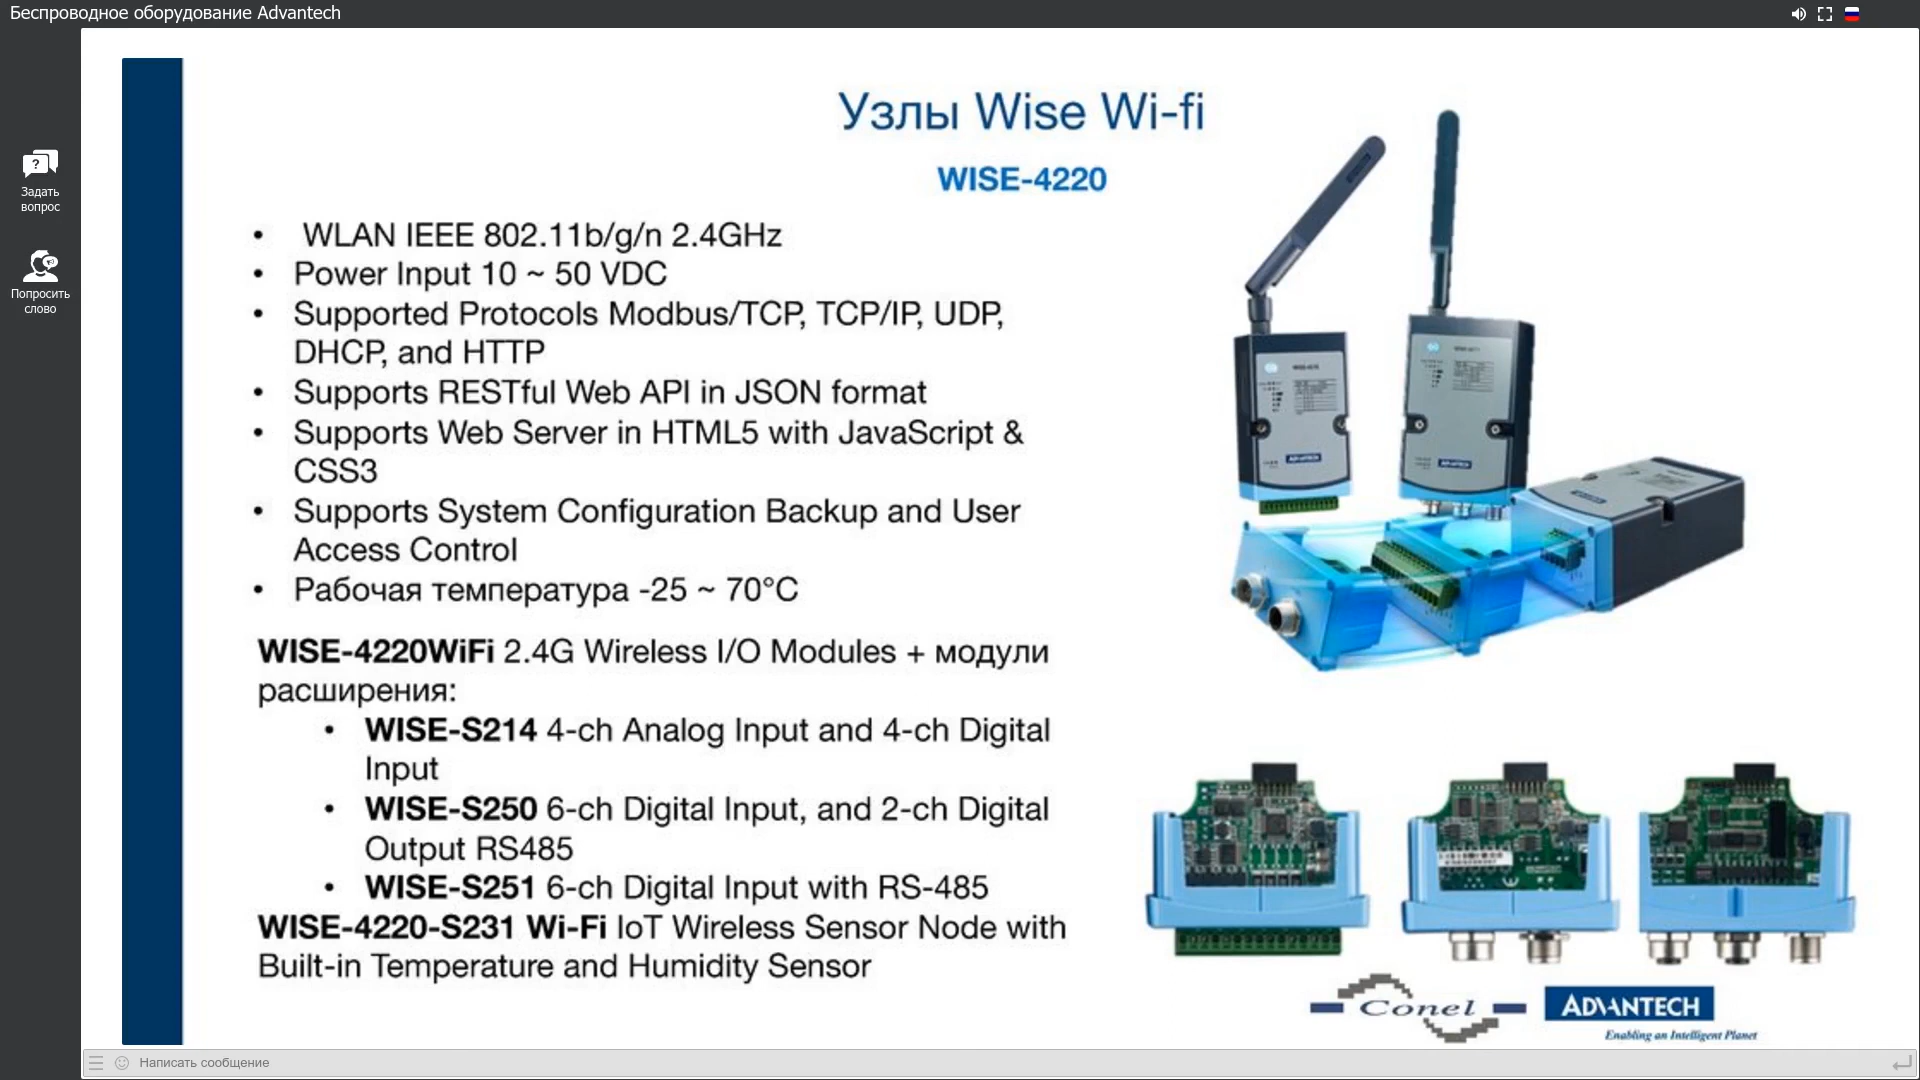 Беспроводное оборудование Advantech
Задать
вопрос
Попросить
слово
Узлы Wise Wi-fi
WISE-4220
• WLAN IEEE 802.11b/g/n 2.4GHz
• Power Input 10 ~ 50 VDC
• Supported Protocols Modbus/TCP, TCP/IP, UDP,
DHCP, and HTTP
• Supports RESTful Web API in JSON format
• Supports Web Server in HTML5 with JavaScript &
CSS3
• Supports System Configuration Backup and User
Access Control
• Рабочая температура -25 ~ 70°C
WISE-4220WiFi 2.4G Wireless I/O Modules + модули
расширения:
• WISE-S214 4-ch Analog Input and 4-ch Digital
Input
• WISE-S250 6-ch Digital Input, and 2-ch Digital
Output RS485
• WISE-S251 6-ch Digital Input with RS-485
WISE-4220-S231 Wi-Fi IoT Wireless Sensor Node with
Built-in Temperature and Humidity Sensor
ADVANTECH
ADVANTECH
Conel
ADVANTECH
Enabling an Intelligent Planet
Написать сообщение